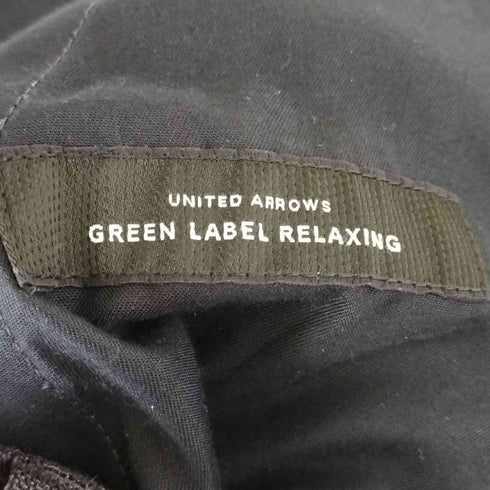 UNITED ARROWS
GREEN LABEL RELAXING